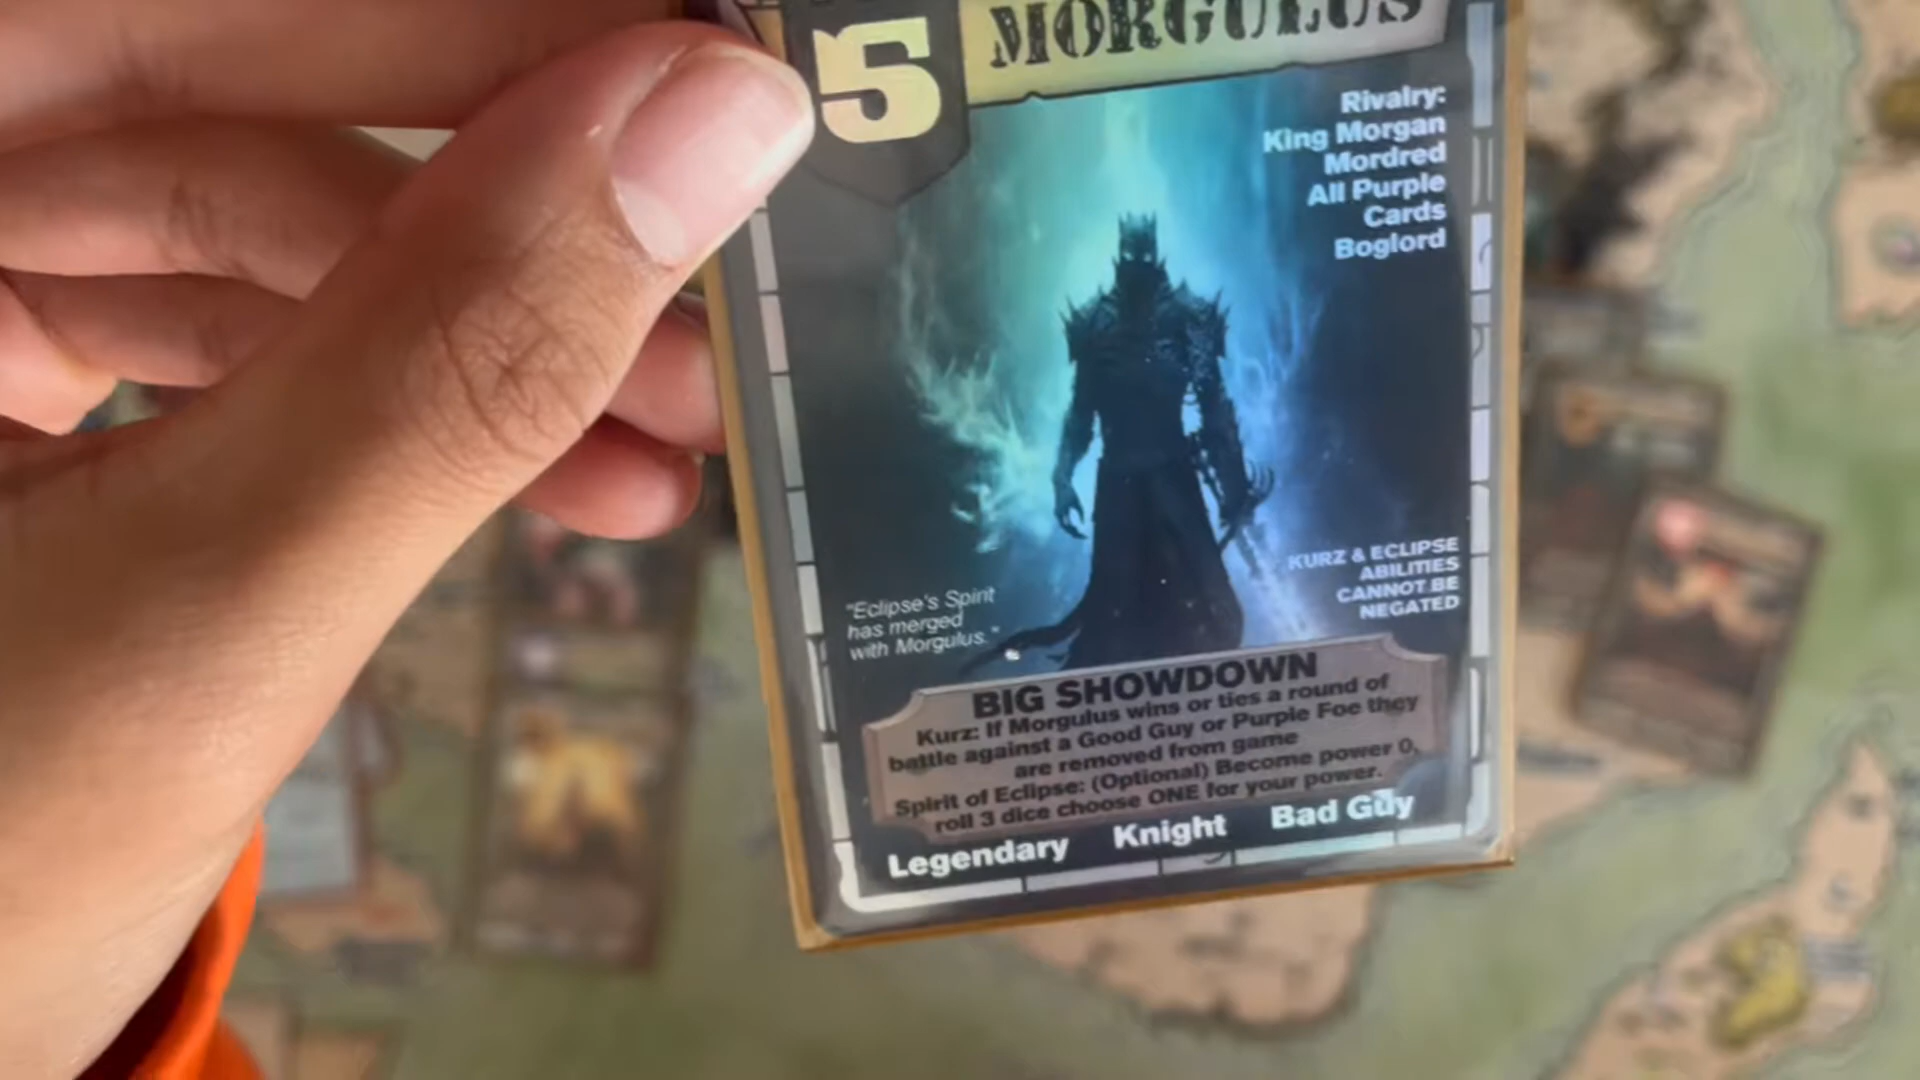 5
MORGULUS
Rivalry:
King Morgan
Mordred
All Purple
Cards
Boglord
KURZ & ECLIPSE
ABILITIES
CANNOT BE
NEGATED
"Eclipse's Spirit
has merged
with Morgulus."
BIG SHOWDOWN
Kurz: If Morgulus wins or ties a round of
battle against a Good Guy or Purple Foe they
are removed from game
Spirit of Eclipse: (Optional) Become power 0,
roll 3 dice choose ONE for your power.
Legendary Knight Bad Guy